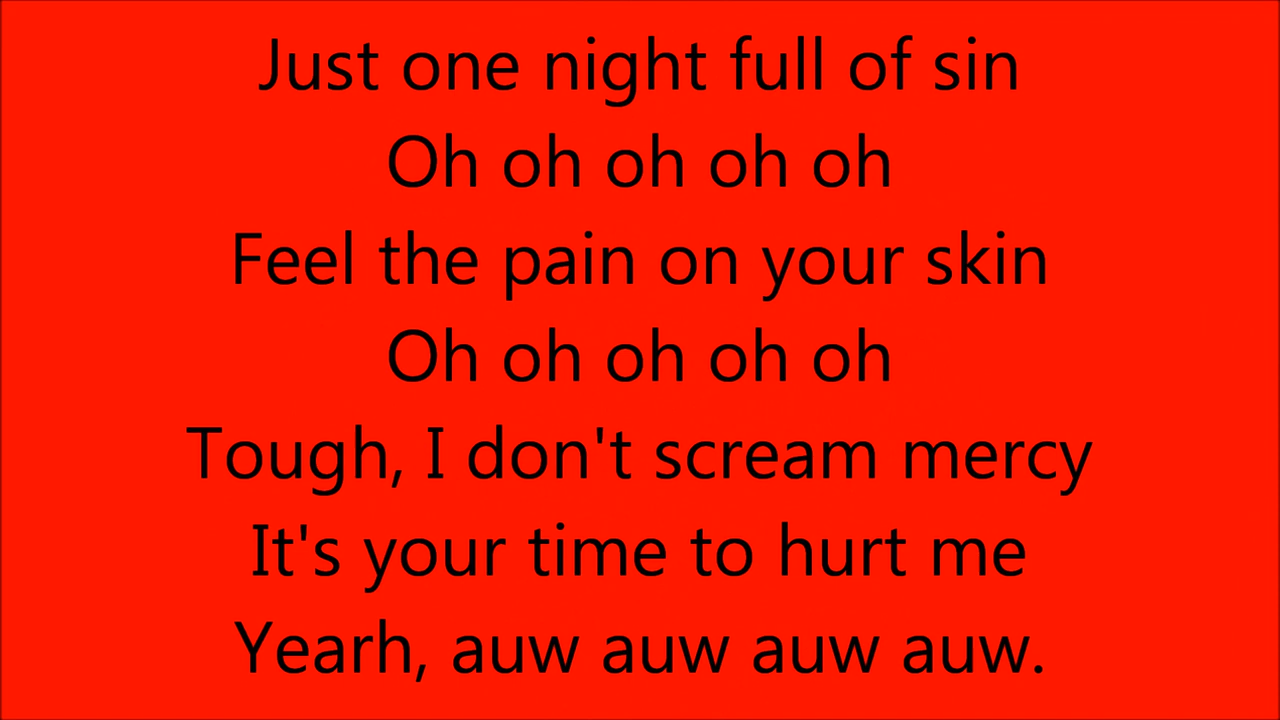 Just one night full of sin
Oh oh oh oh oh
Feel the pain on your skin
Oh oh oh oh oh
Tough, I don't scream mercy
It's your time to hurt me
Yearh, auw auw auw auw.